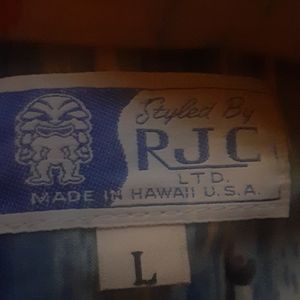 Styled By
RJC
LTD.
MADE IN HAWAII U.S.A.
L